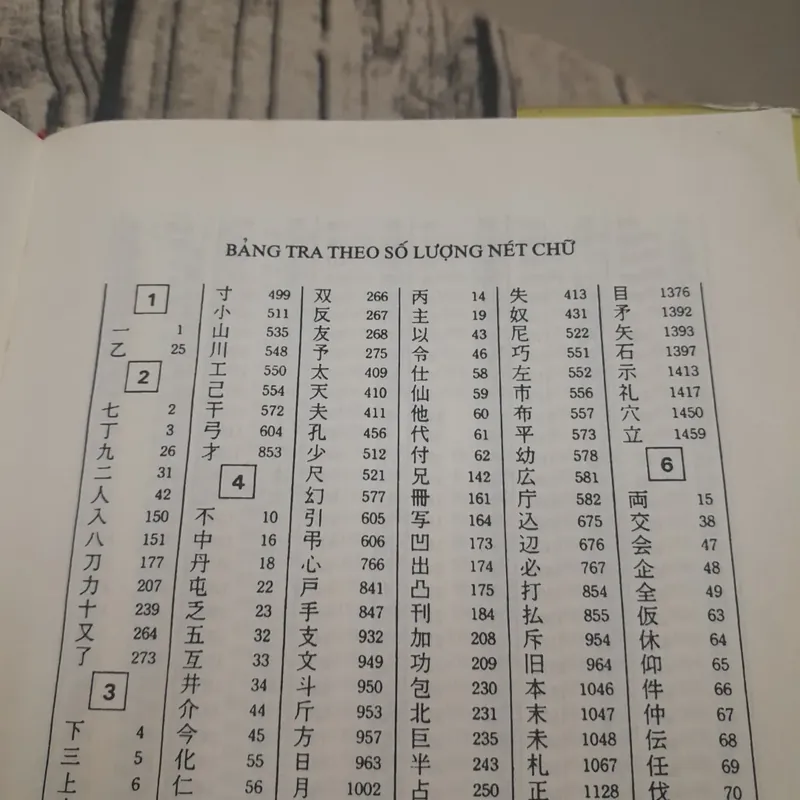 BẢNG TRA THEO SỐ LƯỢNG NÉT CHỮ
1
一 1
乙 25
2
七 2
丁 3
九 26
二 31
人 42
入 150
八 151
刀 177
力 207
十 239
又 264
了 273
3
下 4
三 5
上 6
寸 499
小 511
山 535
川 548
工 550
己 554
干 572
弓 604
才 853
4
不 10
中 16
丹 18
屯 22
乏 23
五 32
互 33
井 34
介 44
今 45
化 55
仁 56
双 266
反 267
友 268
予 275
太 409
天 410
夫 411
孔 456
少 512
尺 521
幻 577
引 605
弔 606
心 766
戸 841
手 847
支 932
文 949
斗 950
斤 953
方 957
日 963
月 1002
丙 14
主 19
以 43
令 46
仕 58
仙 59
他 60
代 61
付 62
兄 142
冊 161
写 164
凹 173
出 174
凸 175
刊 184
加 208
功 209
包 230
北 231
巨 235
半 243
占 250
失 413
奴 431
尼 522
巧 551
左 552
市 556
布 557
平 573
幼 578
広 581
庁 582
込 675
辺 676
必 767
打 854
払 855
斥 954
旧 964
本 1046
末 1047
未 1048
札 1067
正 1128
目 1376
矛 1392
矢 1393
石 1397
示 1413
礼 1417
穴 1450
立 1459
6
両 15
交 38
会 47
企 48
全 49
仮 63
休 64
仰 65
件 66
仲 67
伝 68
任 69
伐 70